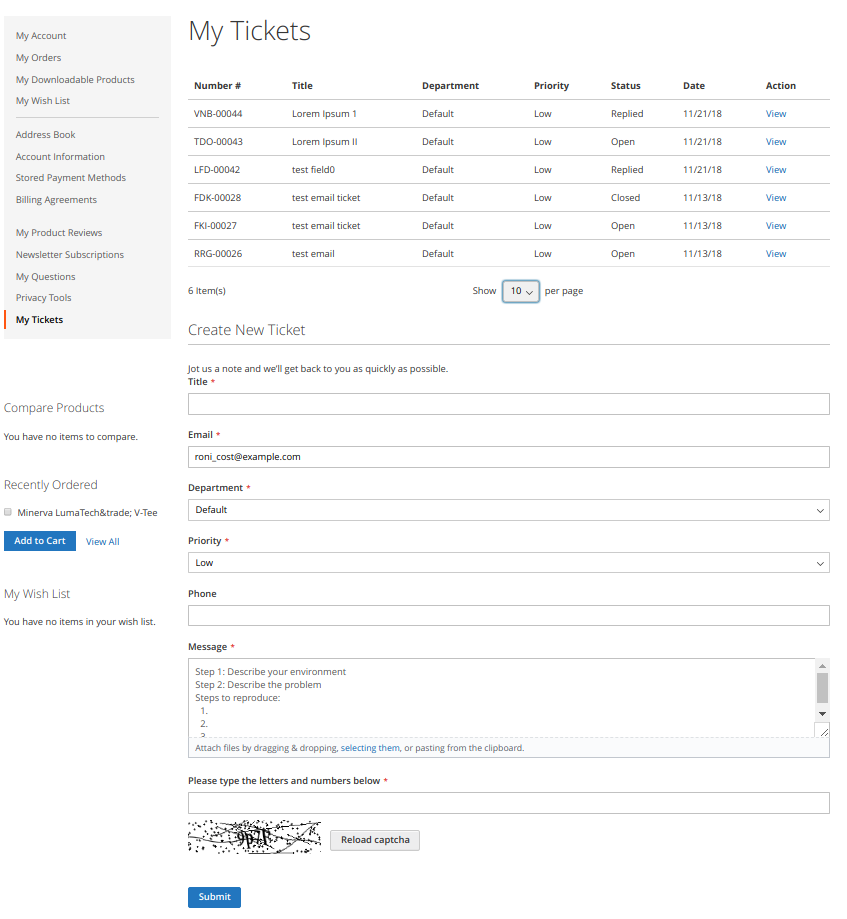 My Account
My Orders
My Downloadable Products
My Wish List
Address Book
Account Information
Stored Payment Methods
Billing Agreements
My Product Reviews
Newsletter Subscriptions
My Questions
Privacy Tools
My Tickets
Compare Products
You have no items to compare.
Recently Ordered
Minerva LumaTech&trade; V-Tee
Add to Cart View All
My Wish List
You have no items in your wish list.
My Tickets
Number # Title Department Priority Status Date Action
VNB-00044 Lorem Ipsum 1 Default Low Replied 11/21/18 View
TDO-00043 Lorem Ipsum II Default Low Open 11/21/18 View
LFD-00042 test field0 Default Low Replied 11/21/18 View
FDK-00028 test email ticket Default Low Closed 11/13/18 View
FKI-00027 test email ticket Default Low Open 11/13/18 View
RRG-00026 test email Default Low Open 11/13/18 View
6 Item(s) Show 10 per page
Create New Ticket
Jot us a note and we'll get back to you as quickly as possible.
Title *
Email *
roni_cost@example.com
Department *
Default
Priority *
Low
Phone
Message *
Step 1: Describe your environment
Step 2: Describe the problem
Steps to reproduce:
1.
2.
3.
Attach files by dragging & dropping, selecting them, or pasting from the clipboard.
Please type the letters and numbers below *
Reload captcha
Submit